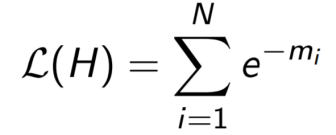 ℒ(H) = ∑_{i=1}^{N} e^{-m_i}